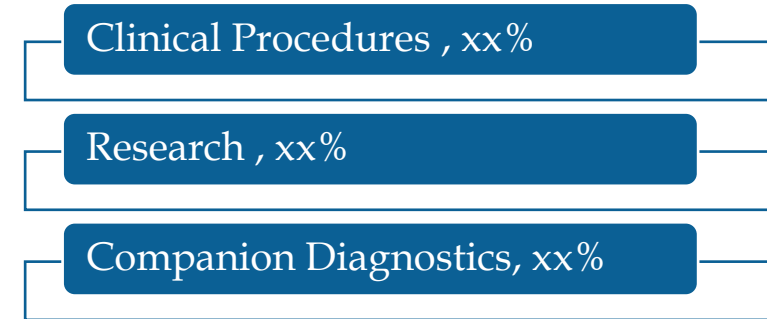 Clinical Procedures , xx%
Research , xx%
Companion Diagnostics, xx%